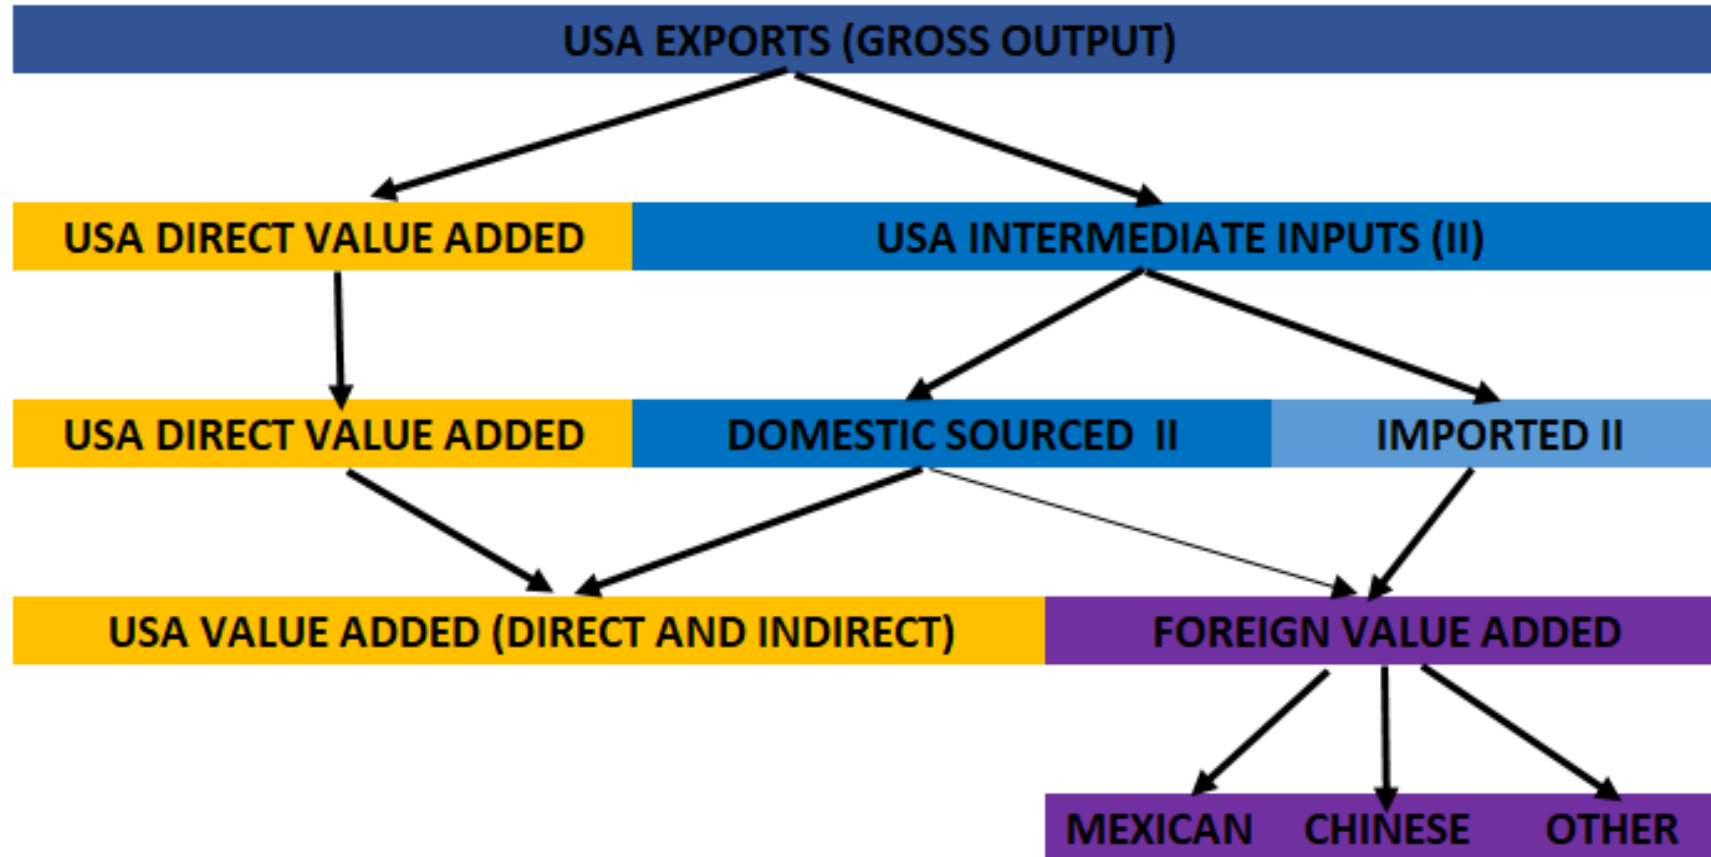 USA EXPORTS (GROSS OUTPUT)
USA DIRECT VALUE ADDED
USA INTERMEDIATE INPUTS (II)
USA DIRECT VALUE ADDED
DOMESTIC SOURCED II
IMPORTED II
USA VALUE ADDED (DIRECT AND INDIRECT)
FOREIGN VALUE ADDED
MEXICAN
CHINESE
OTHER